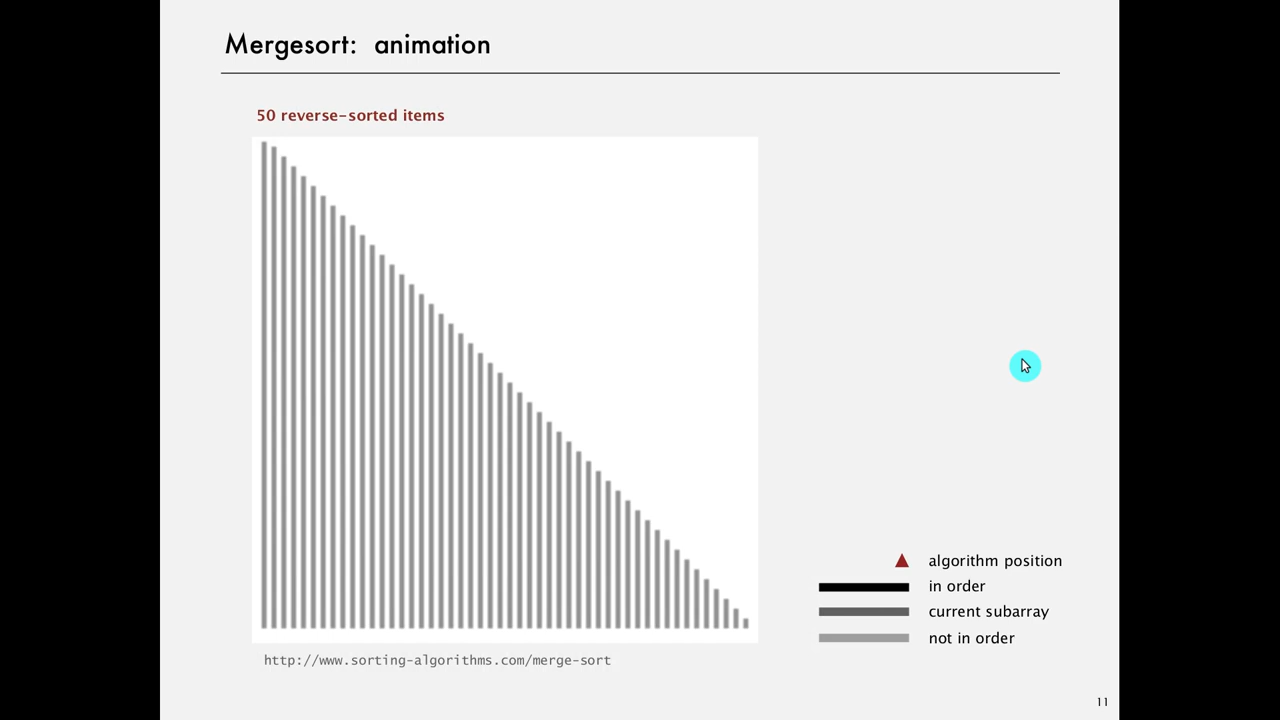 Mergesort: animation
50 reverse-sorted items
algorithm position
in order
current subarray
not in order
http://www.sorting-algorithms.com/merge-sort
11